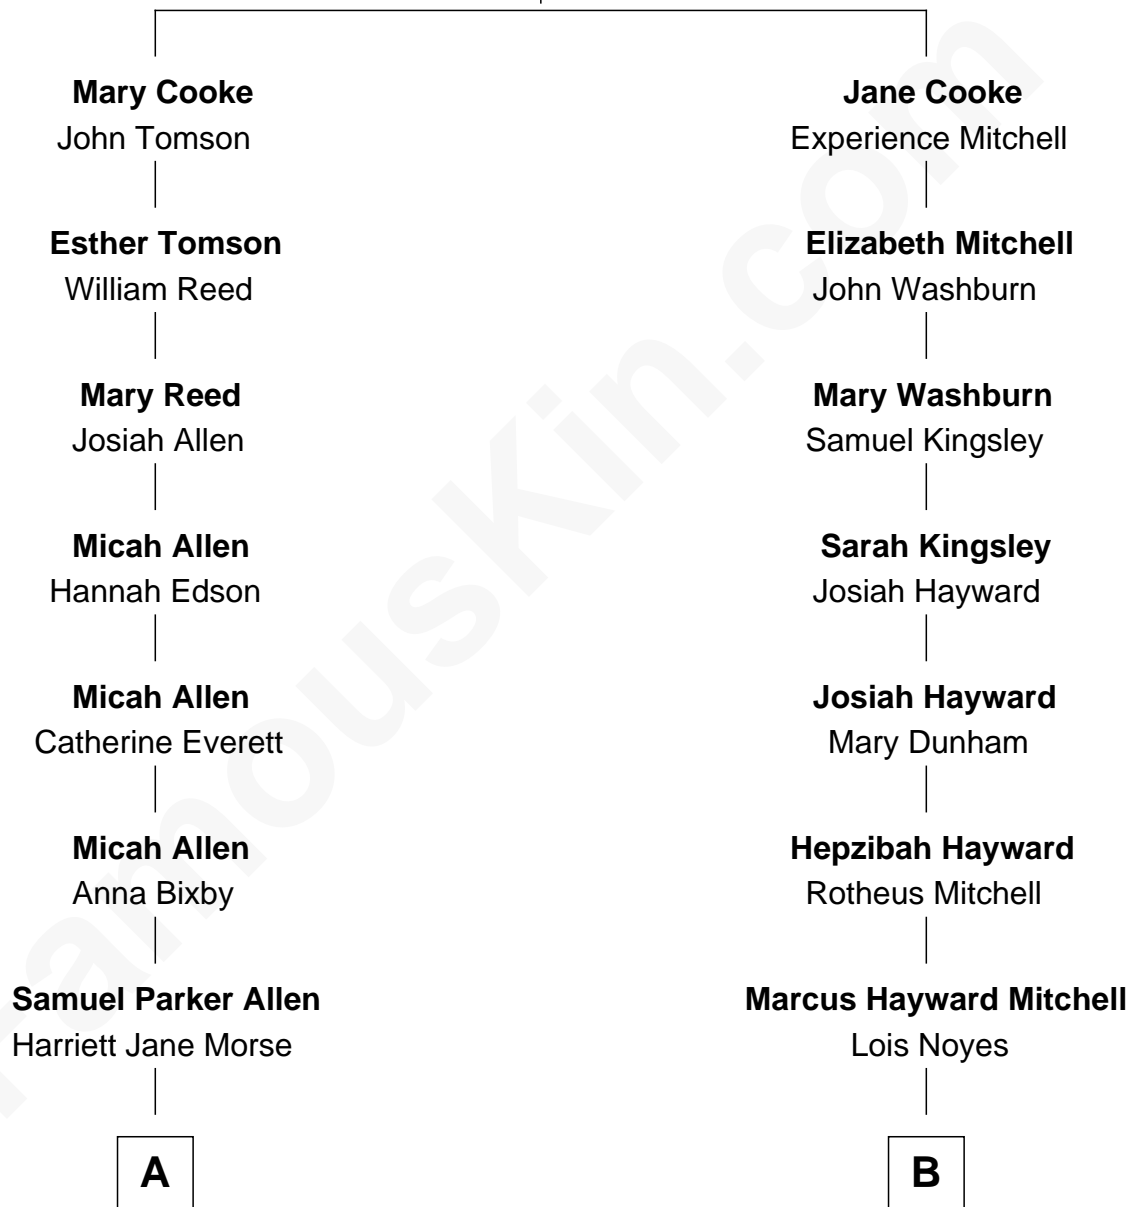 Mary Cooke
John Tomson
Esther Tomson
William Reed
Mary Reed
Josiah Allen
Micah Allen
Hannah Edson
Micah Allen
Catherine Everett
Micah Allen
Anna Bixby
Samuel Parker Allen
Harriett Jane Morse
A
Jane Cooke
Experience Mitchell
Elizabeth Mitchell
John Washburn
Mary Washburn
Samuel Kingsley
Sarah Kingsley
Josiah Hayward
Josiah Hayward
Mary Dunham
Hepzibah Hayward
Rotheus Mitchell
Marcus Hayward Mitchell
Lois Noyes
B
FamousKin.com